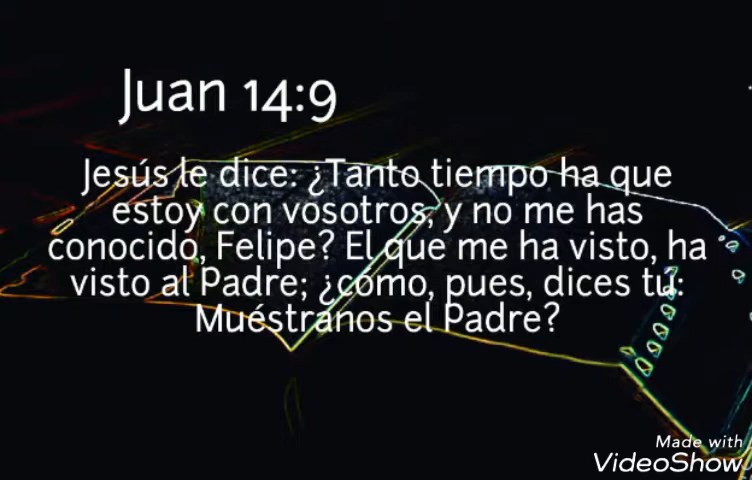 Juan 14:9
Jesús le dice: ¿Tanto tiempo ha que
estoy con vosotros, y no me has
conocido, Felipe? El que me ha visto, ha
visto al Padre; ¿cómo, pues, dices tú:
Muéstranos el Padre?
Made with
VideoShow